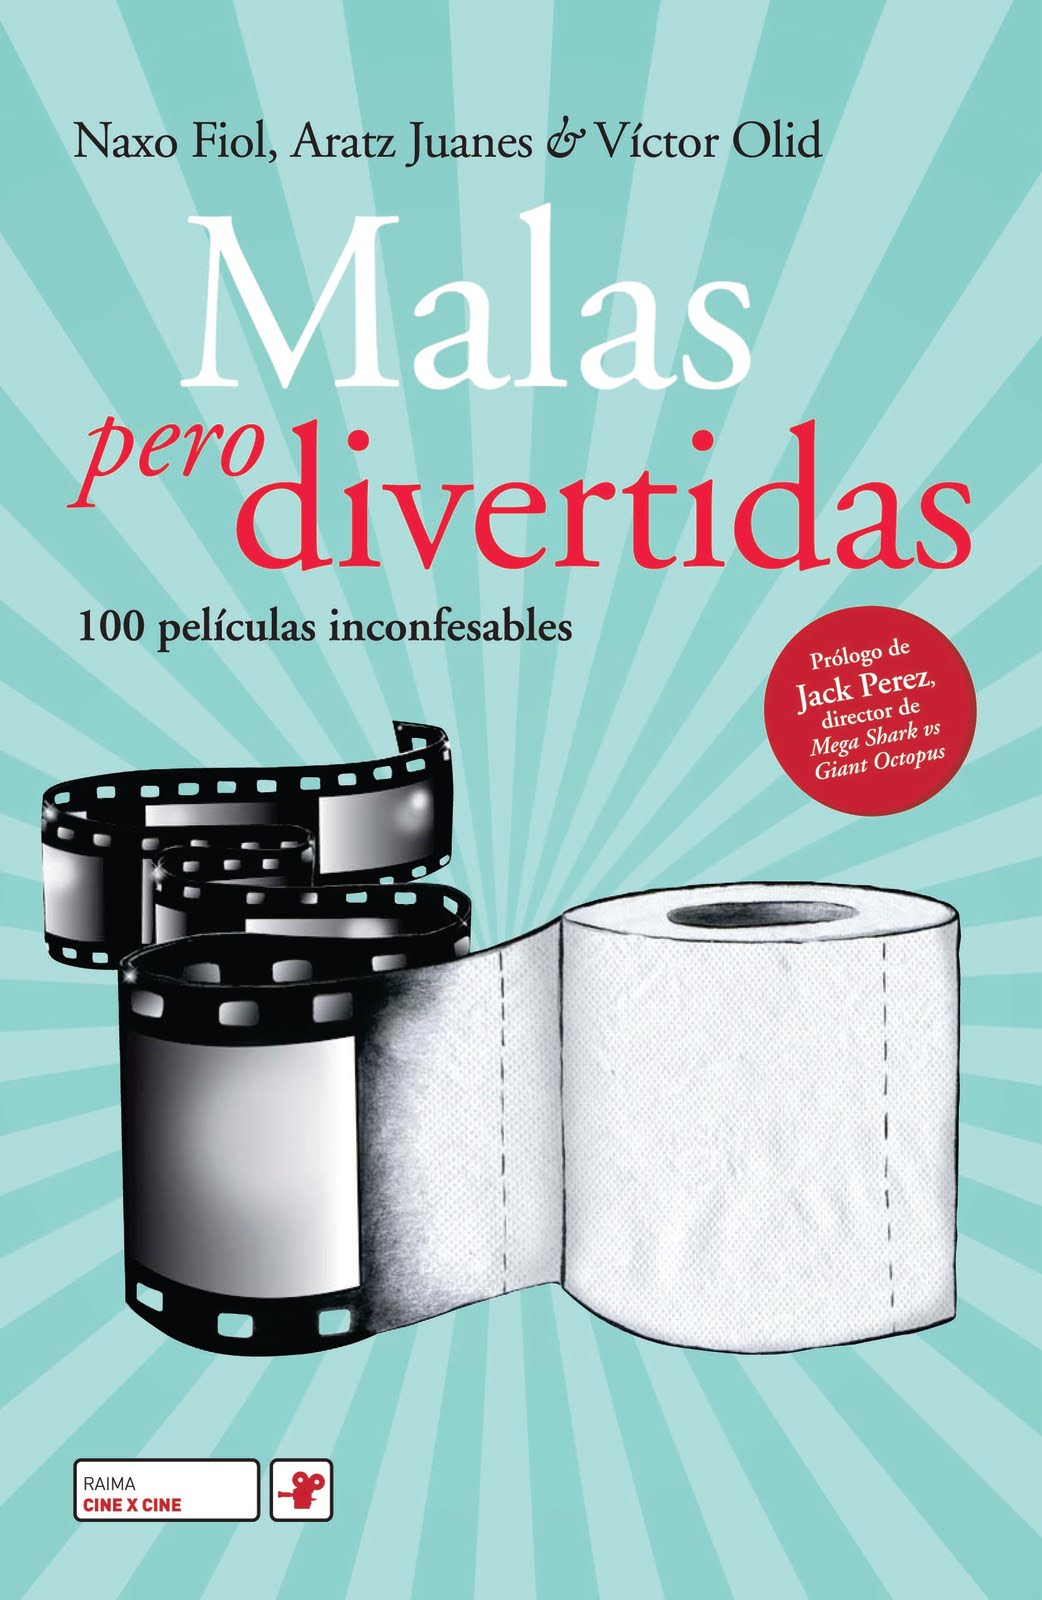 Naxo Fiol, Aratz Juanes & Víctor Olid
Malas
pero divertidas
100 películas inconfesables
Prólogo de
Jack Perez,
director de
Mega Shark vs
Giant Octopus
RAIMA
CINE X CINE